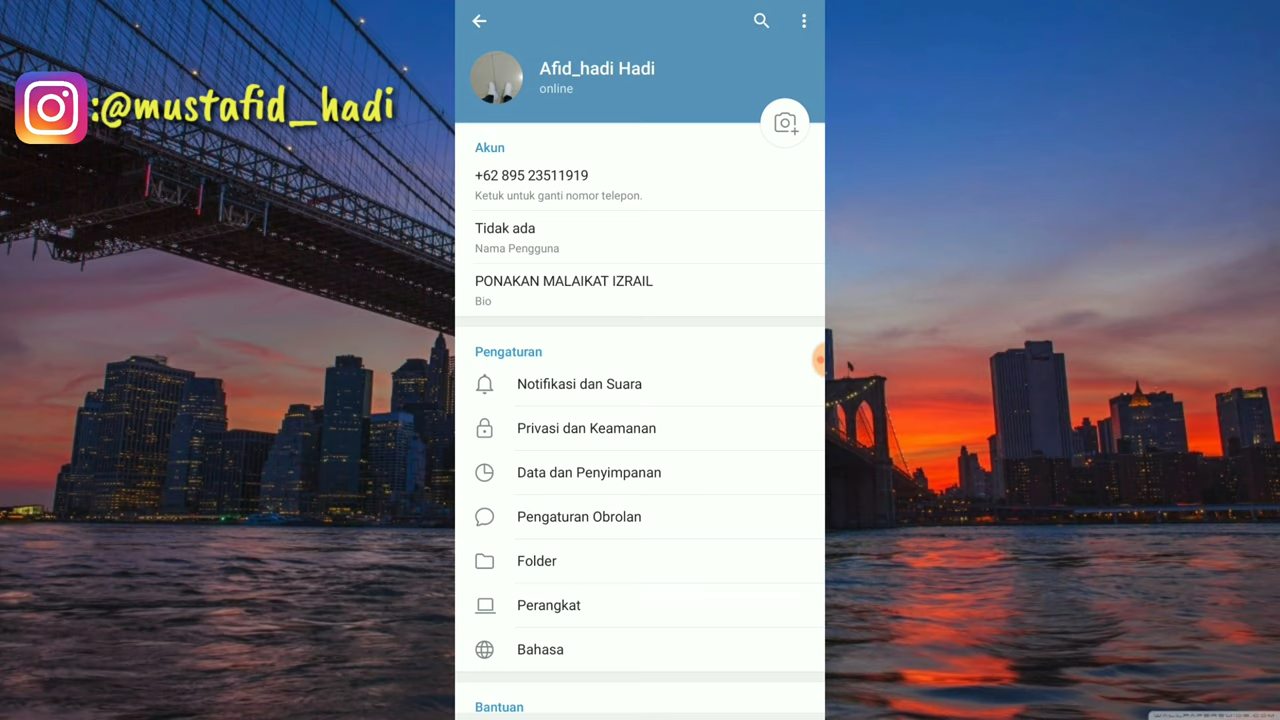 :@mustafid_hadi
Afid_hadi Hadi
online
Akun
+62 895 23511919
Ketuk untuk ganti nomor telepon.
Tidak ada
Nama Pengguna
PONAKAN MALAIKAT IZRAIL
Bio
Pengaturan
Notifikasi dan Suara
Privasi dan Keamanan
Data dan Penyimpanan
Pengaturan Obrolan
Folder
Perangkat
Bahasa
Bantuan